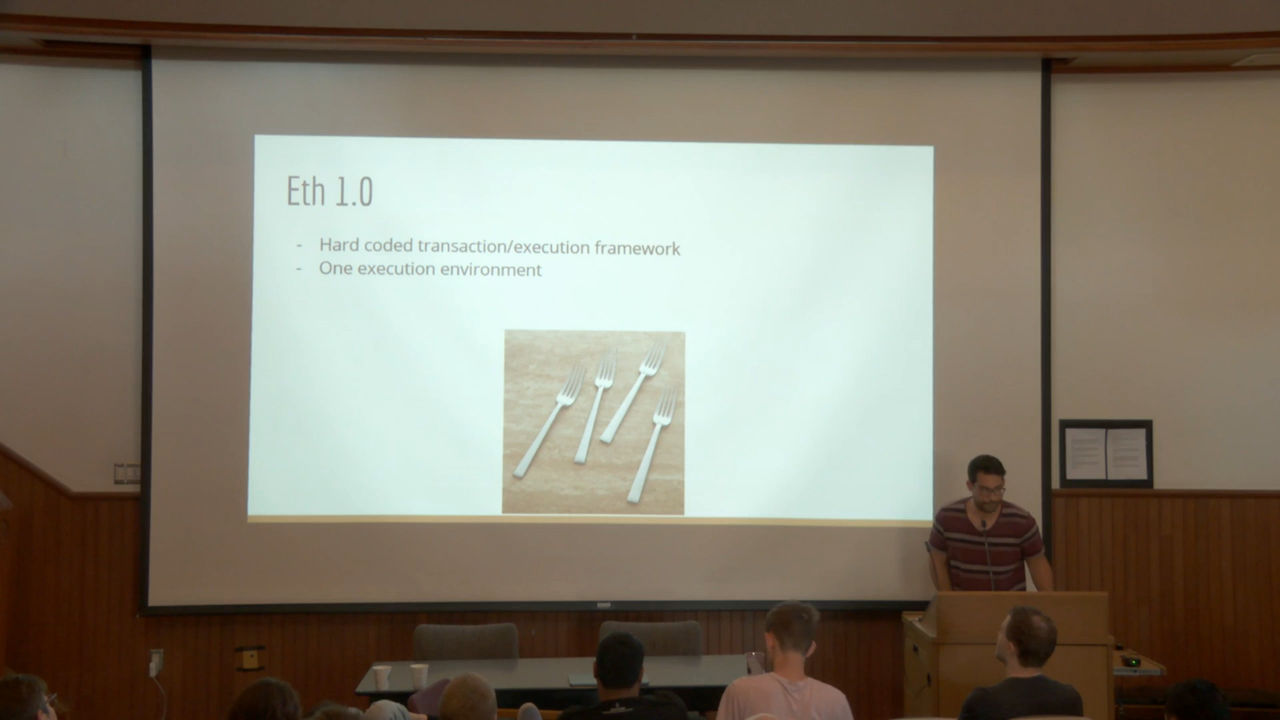 Eth 1.0
- Hard coded transaction/execution framework
- One execution environment